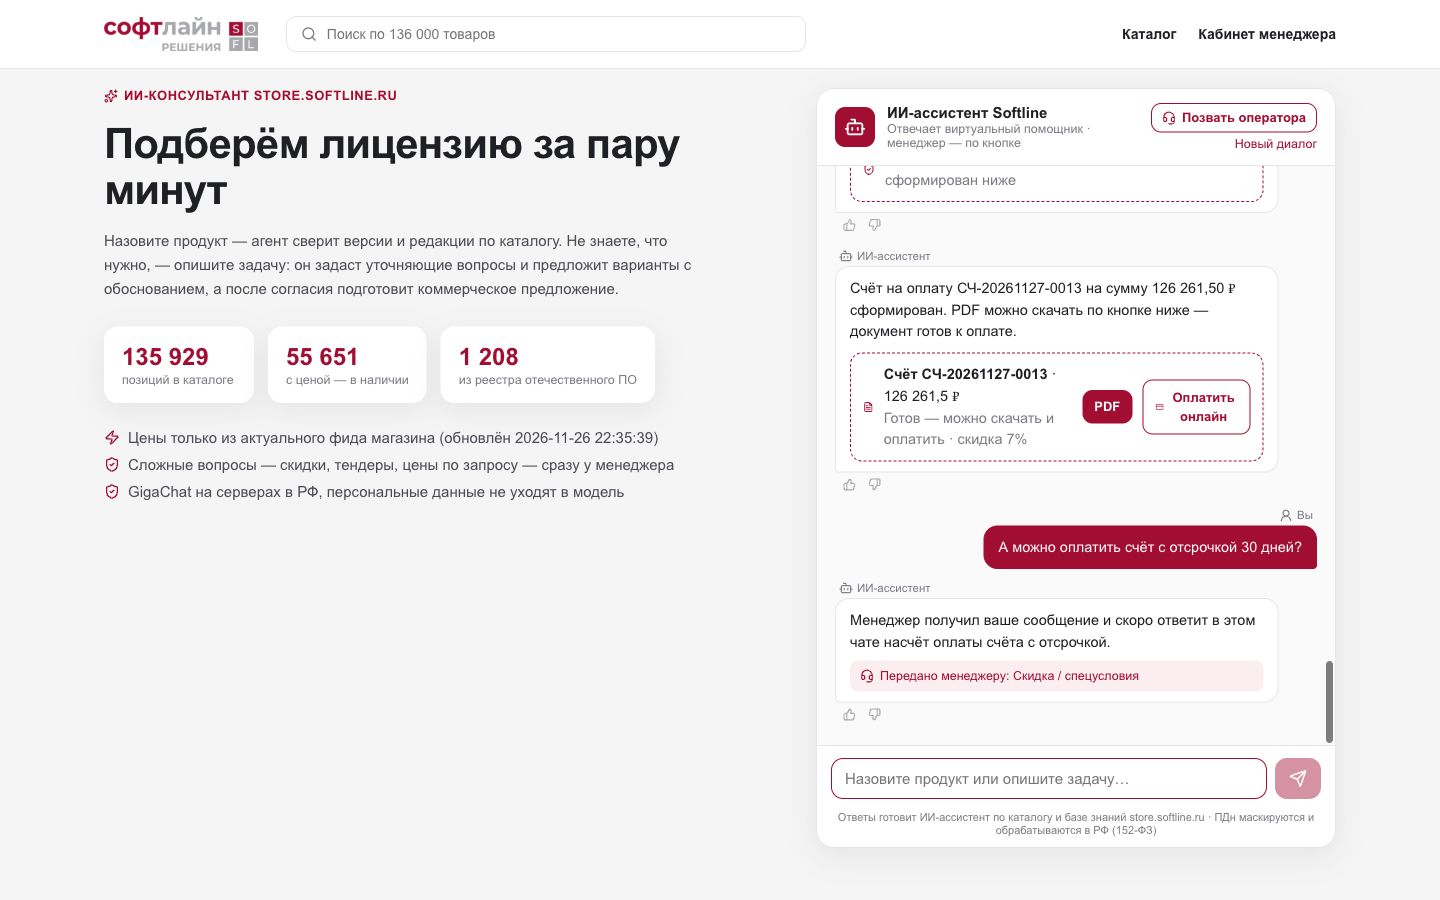 софтлайн
РЕШЕНИЯ
S O
F L
Поиск по 136 000 товаров
Каталог
Кабинет менеджера
ИИ-КОНСУЛЬТАНТ STORE.SOFTLINE.RU
Подберём лицензию за пару
минут
Назовите продукт — агент сверит версии и редакции по каталогу. Не знаете, что
нужно, — опишите задачу: он задаст уточняющие вопросы и предложит варианты с
обоснованием, а после согласия подготовит коммерческое предложение.
135 929
позиций в каталоге
55 651
с ценой — в наличии
1 208
из реестра отечественного ПО
Цены только из актуального фида магазина (обновлён 2026-11-26 22:35:39)
Сложные вопросы — скидки, тендеры, цены по запросу — сразу у менеджера
GigaChat на серверах в РФ, персональные данные не уходят в модель
ИИ-ассистент Softline
Отвечает виртуальный помощник ·
менеджер — по кнопке
Позвать оператора
Новый диалог
сформирован ниже
ИИ-ассистент
Счёт на оплату СЧ-20261127-0013 на сумму 126 261,50 ₽
сформирован. PDF можно скачать по кнопке ниже —
документ готов к оплате.
Счёт СЧ-20261127-0013 ·
126 261,5 ₽
Готов — можно скачать и
оплатить · скидка 7%
PDF
Оплатить
онлайн
Вы
А можно оплатить счёт с отсрочкой 30 дней?
ИИ-ассистент
Менеджер получил ваше сообщение и скоро ответит в этом
чате насчёт оплаты счёта с отсрочкой.
Передано менеджеру: Скидка / спецусловия
Назовите продукт или опишите задачу…
Ответы готовит ИИ-ассистент по каталогу и базе знаний store.softline.ru · ПДн маскируются и
обрабатываются в РФ (152-ФЗ)